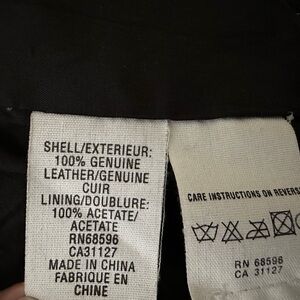 SHELL/EXTERIEUR:
100% GENUINE
LEATHER/GENUINE
CUIR
LINING/DOUBLURE:
100% ACETATE/
ACETATE
RN68596
CA31127
MADE IN CHINA
FABRIQUE EN
CHINE
CARE INSTRUCTIONS ON REVERS
RN 68596
CA 31127